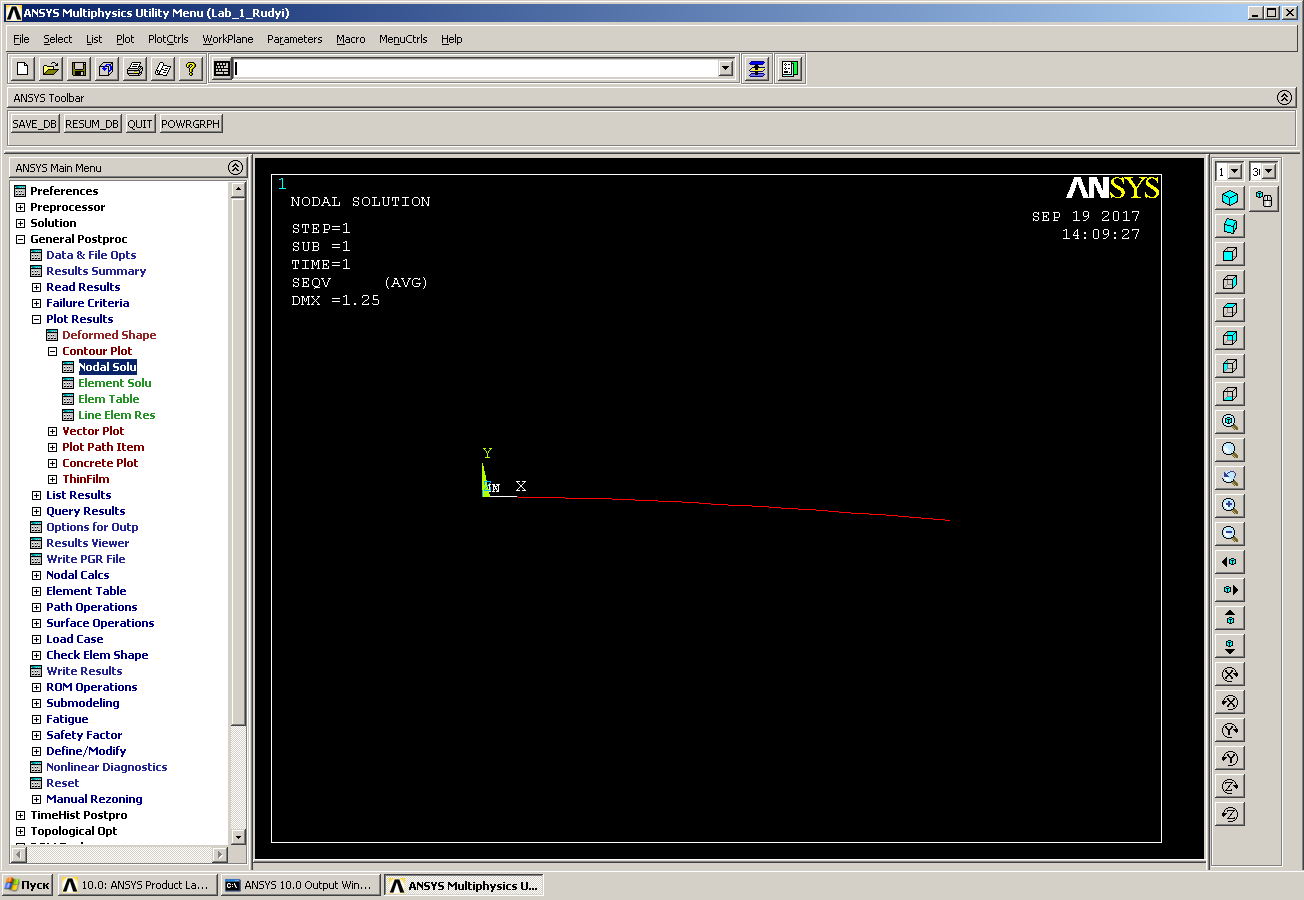 ANSYS Multiphysics Utility Menu (Lab_1_Rudyi)
File Select List Plot PlotCtrls WorkPlane Parameters Macro MenuCtrls Help
ANSYS Toolbar
SAVE_DB RESUM_DB QUIT POWRGRPH
ANSYS Main Menu
Preferences
Preprocessor
Solution
General Postproc
Data & File Opts
Results Summary
Read Results
Failure Criteria
Plot Results
Deformed Shape
Contour Plot
Nodal Solu
Element Solu
Elem Table
Line Elem Res
Vector Plot
Plot Path Item
Concrete Plot
ThinFilm
List Results
Query Results
Options for Outp
Results Viewer
Write PGR File
Nodal Calcs
Element Table
Path Operations
Surface Operations
Load Case
Check Elem Shape
Write Results
ROM Operations
Submodeling
Fatigue
Safety Factor
Define/Modify
Nonlinear Diagnostics
Reset
Manual Rezoning
TimeHist Postpro
Topological Opt
1
NODAL SOLUTION
STEP=1
SUB =1
TIME=1
SEQV (AVG)
DMX =1.25
ANSYS
SEP 19 2017
14:09:27
Y
X
1
X
X
Y
Y
Z
Z
Пуск 10.0: ANSYS Product La... ANSYS 10.0 Output Win... ANSYS Multiphysics U...